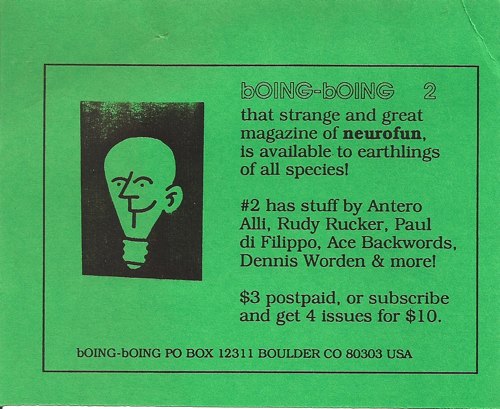 bOING-bOING 2
that strange and great
magazine of neurofun,
is available to earthlings
of all species!
#2 has stuff by Antero
Alli, Rudy Rucker, Paul
di Filippo, Ace Backwords,
Dennis Worden & more!
$3 postpaid, or subscribe
and get 4 issues for $10.
bOING-bOING PO BOX 12311 BOULDER CO 80303 USA